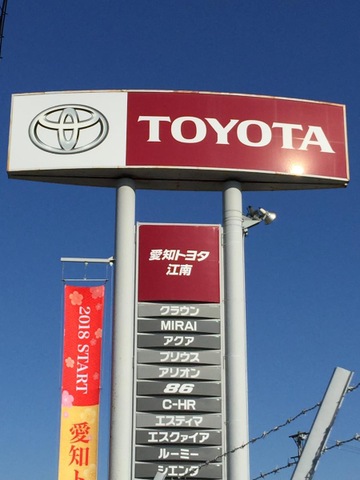 TOYOTA
愛知トヨタ
江南
クラウン
MIRAI
アクア
プリウス
アリオン
86
C-HR
エスティマ
エスクァイア
ルーミー
シエンタ
2018 START
愛知ト